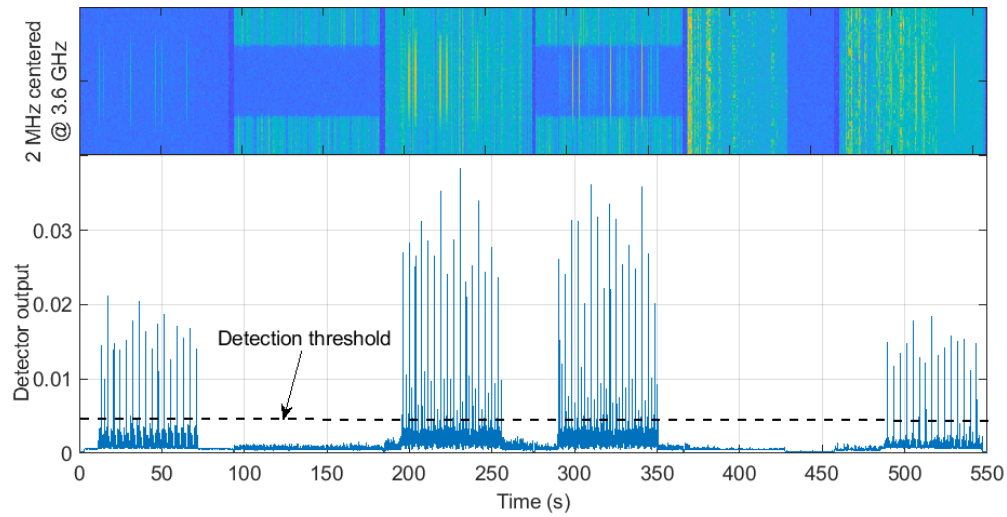 2 MHz centered
@ 3.6 GHz
0.03
0.02
0.01
0
Detector output
Detection threshold
0 50 100 150 200 250 300 350 400 450 500 550
Time (s)